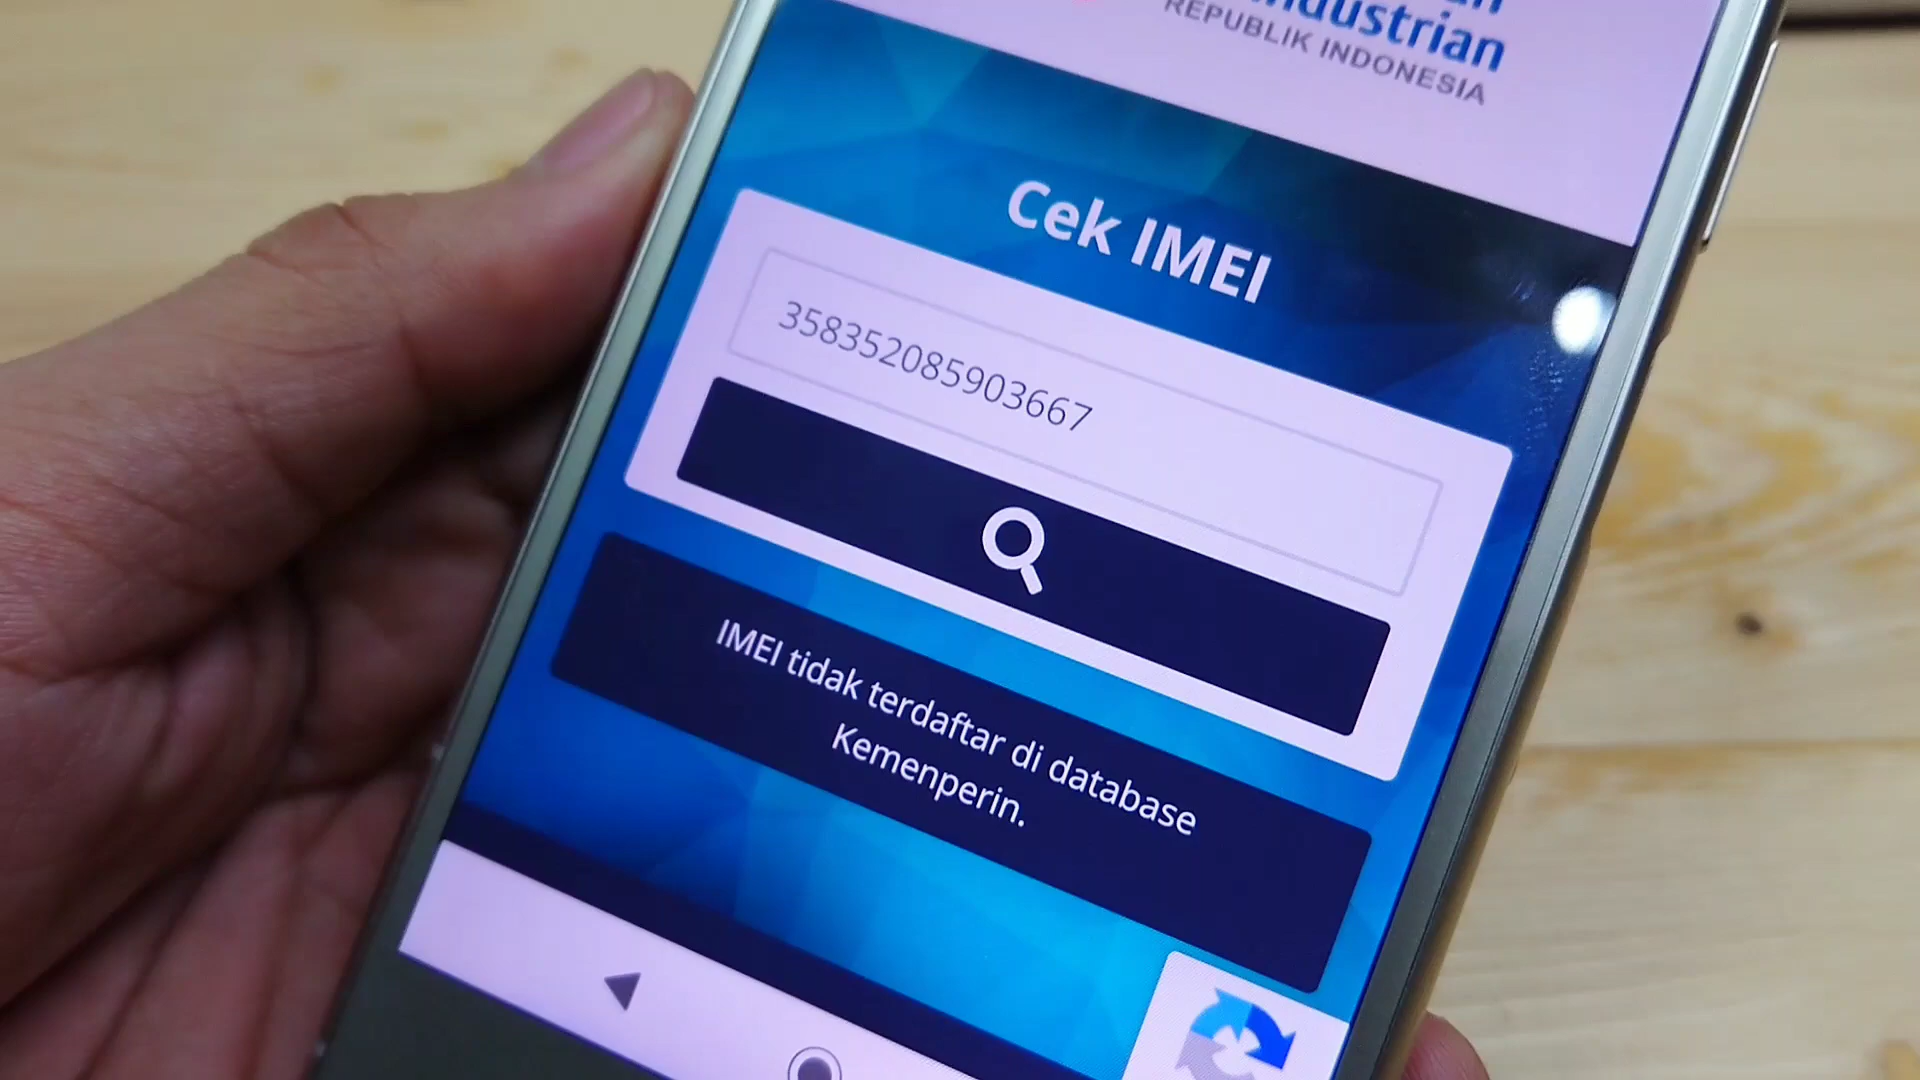 ndustrian
REPUBLIK INDONESIA
Cek IMEI
358352085903667
IMEI tidak terdaftar di database
Kemenperin.